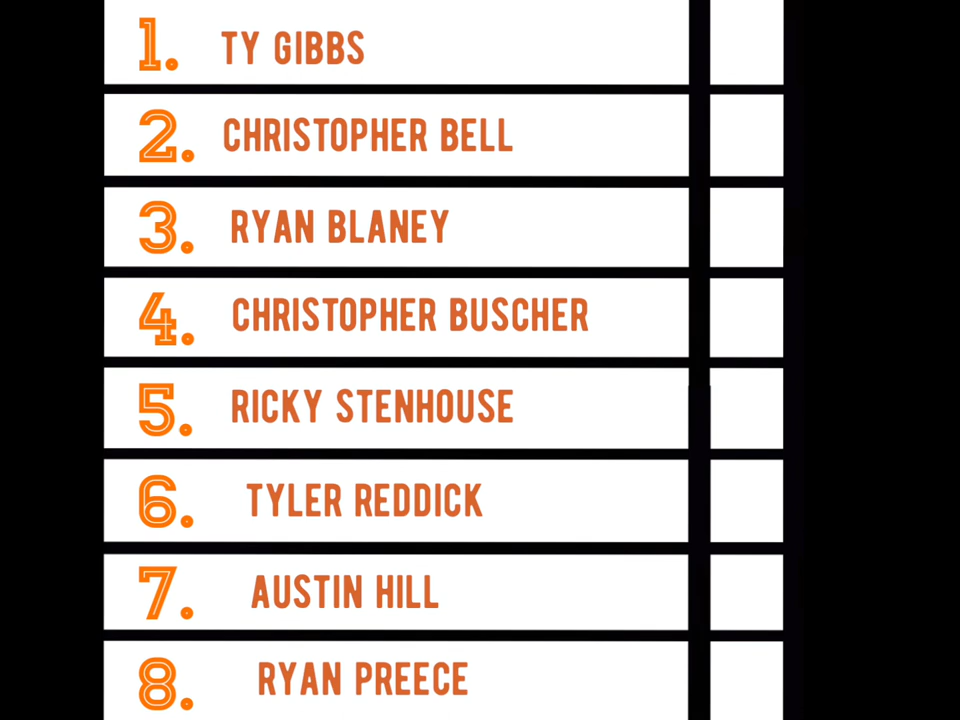 1. TY GIBBS
2. CHRISTOPHER BELL
3. RYAN BLANEY
4. CHRISTOPHER BUSCHER
5. RICKY STENHOUSE
6. TYLER REDDICK
7. AUSTIN HILL
8. RYAN PREECE